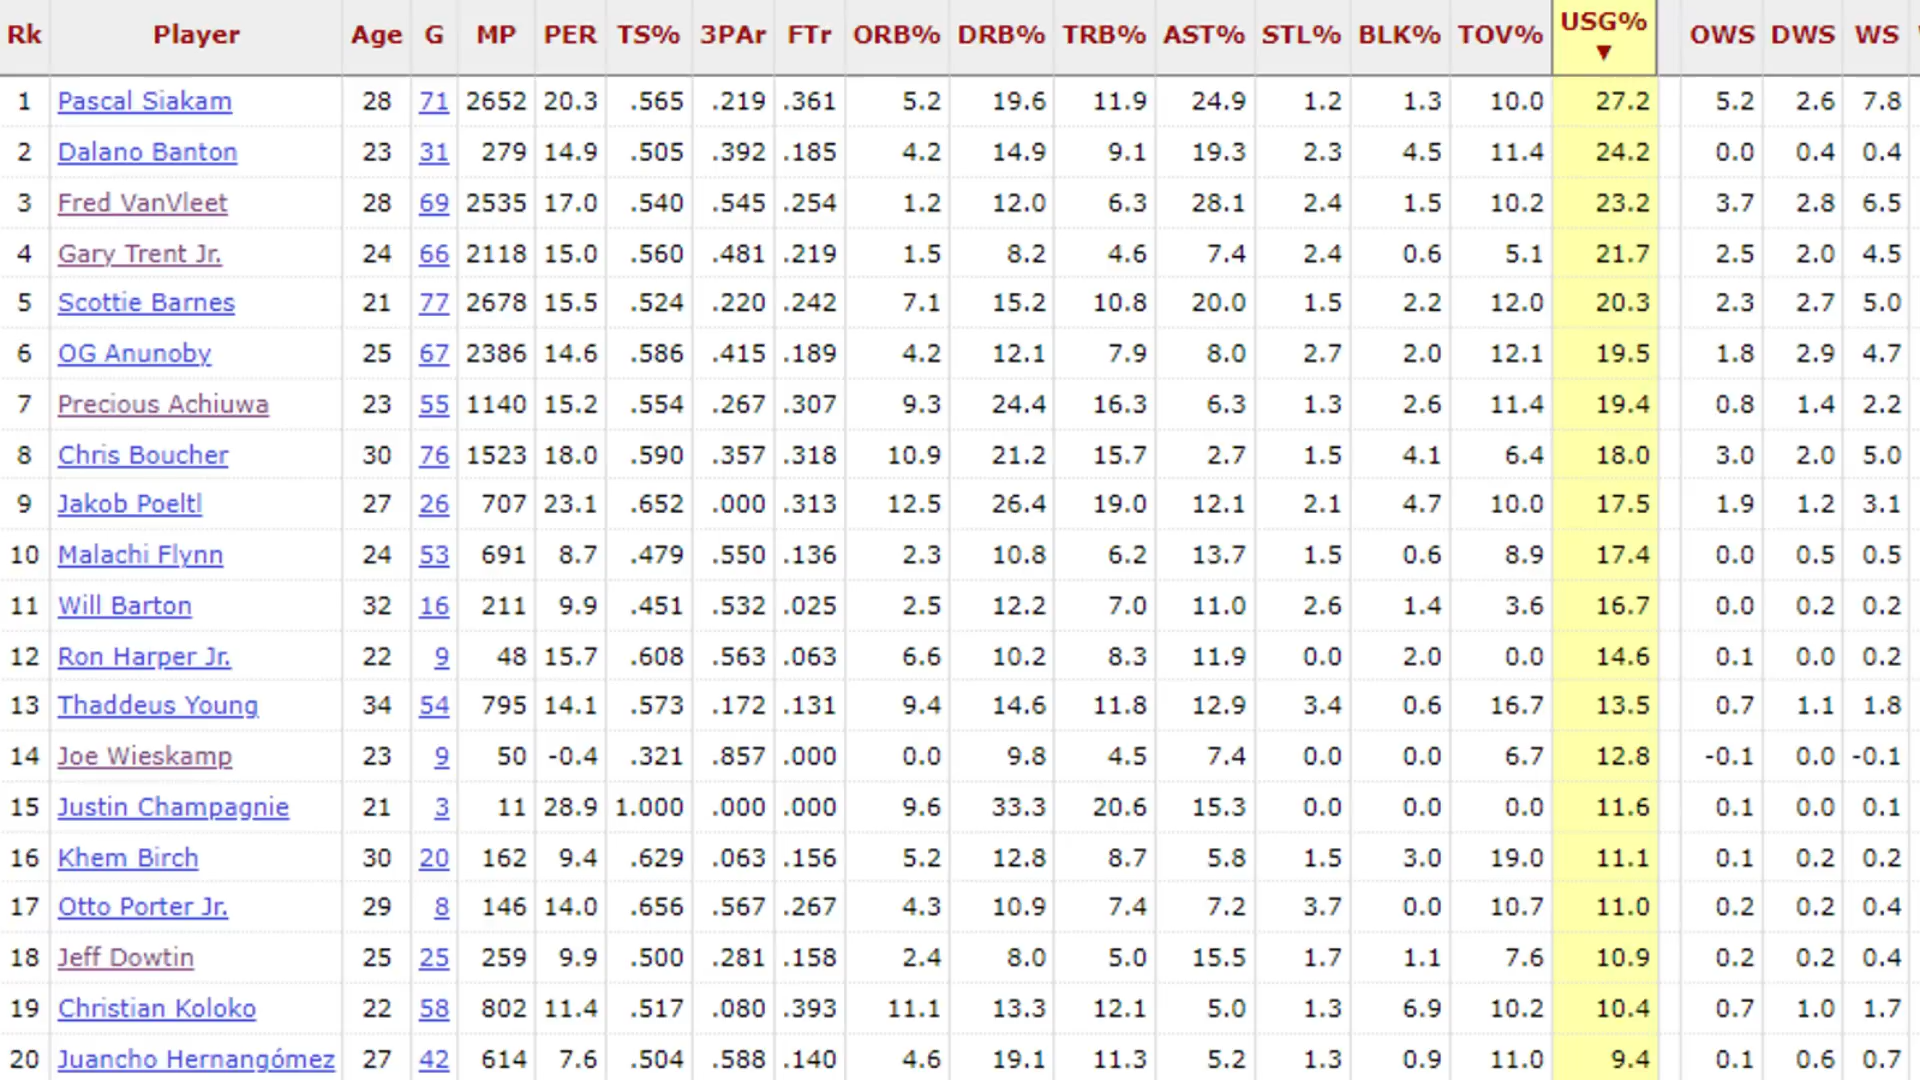 Rk Player Age G MP PER TS% 3PAr FTr ORB% DRB% TRB% AST% STL% BLK% TOV% USG% ▼ OWS DWS WS
1 Pascal Siakam 28 71 2652 20.3 .565 .219 .361 5.2 19.6 11.9 24.9 1.2 1.3 10.0 27.2 5.2 2.6 7.8
2 Dalano Banton 23 31 279 14.9 .505 .392 .185 4.2 14.9 9.1 19.3 2.3 4.5 11.4 24.2 0.0 0.4 0.4
3 Fred VanVleet 28 69 2535 17.0 .540 .545 .254 1.2 12.0 6.3 28.1 2.4 1.5 10.2 23.2 3.7 2.8 6.5
4 Gary Trent Jr. 24 66 2118 15.0 .560 .481 .219 1.5 8.2 4.6 7.4 2.4 0.6 5.1 21.7 2.5 2.0 4.5
5 Scottie Barnes 21 77 2678 15.5 .524 .220 .242 7.1 15.2 10.8 20.0 1.5 2.2 12.0 20.3 2.3 2.7 5.0
6 OG Anunoby 25 67 2386 14.6 .586 .415 .189 4.2 12.1 7.9 8.0 2.7 2.0 12.1 19.5 1.8 2.9 4.7
7 Precious Achiuwa 23 55 1140 15.2 .554 .267 .307 9.3 24.4 16.3 6.3 1.3 2.6 11.4 19.4 0.8 1.4 2.2
8 Chris Boucher 30 76 1523 18.0 .590 .357 .318 10.9 21.2 15.7 2.7 1.5 4.1 6.4 18.0 3.0 2.0 5.0
9 Jakob Poeltl 27 26 707 23.1 .652 .000 .313 12.5 26.4 19.0 12.1 2.1 4.7 10.0 17.5 1.9 1.2 3.1
10 Malachi Flynn 24 53 691 8.7 .479 .550 .136 2.3 10.8 6.2 13.7 1.5 0.6 8.9 17.4 0.0 0.5 0.5
11 Will Barton 32 16 211 9.9 .451 .532 .025 2.5 12.2 7.0 11.0 2.6 1.4 3.6 16.7 0.0 0.2 0.2
12 Ron Harper Jr. 22 9 48 15.7 .608 .563 .063 6.6 10.2 8.3 11.9 0.0 2.0 0.0 14.6 0.1 0.0 0.2
13 Thaddeus Young 34 54 795 14.1 .573 .172 .131 9.4 14.6 11.8 12.9 3.4 0.6 16.7 13.5 0.7 1.1 1.8
14 Joe Wieskamp 23 9 50 -0.4 .321 .857 .000 0.0 9.8 4.5 7.4 0.0 0.0 6.7 12.8 -0.1 0.0 -0.1
15 Justin Champagnie 21 3 11 28.9 1.000 .000 .000 9.6 33.3 20.6 15.3 0.0 0.0 0.0 11.6 0.1 0.0 0.1
16 Khem Birch 30 20 162 9.4 .629 .063 .156 5.2 12.8 8.7 5.8 1.5 3.0 19.0 11.1 0.1 0.2 0.2
17 Otto Porter Jr. 29 8 146 14.0 .656 .567 .267 4.3 10.9 7.4 7.2 3.7 0.0 10.7 11.0 0.2 0.2 0.4
18 Jeff Dowtin 25 25 259 9.9 .500 .281 .158 2.4 8.0 5.0 15.5 1.7 1.1 7.6 10.9 0.2 0.2 0.4
19 Christian Koloko 22 58 802 11.4 .517 .080 .393 11.1 13.3 12.1 5.0 1.3 6.9 10.2 10.4 0.7 1.0 1.7
20 Juancho Hernangómez 27 42 614 7.6 .504 .588 .140 4.6 19.1 11.3 5.2 1.3 0.9 11.0 9.4 0.1 0.6 0.7